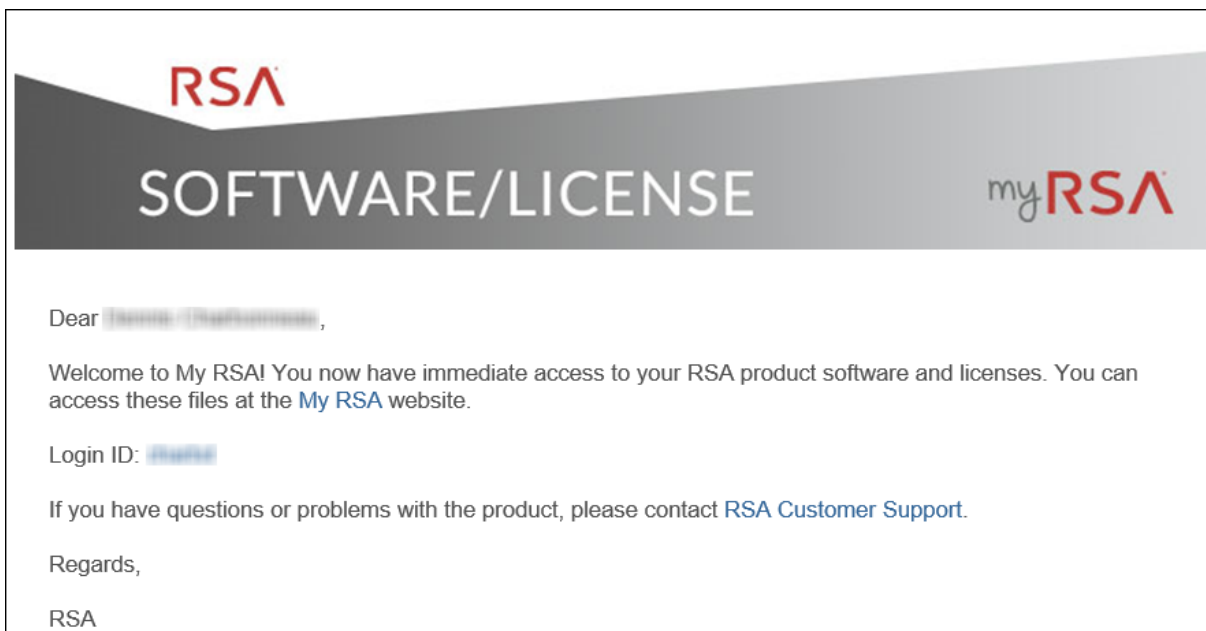 RSA
SOFTWARE/LICENSE
myRSA
Dear ,
Welcome to My RSA! You now have immediate access to your RSA product software and licenses. You can
access these files at the My RSA website.
Login ID:
If you have questions or problems with the product, please contact RSA Customer Support.
Regards,
RSA